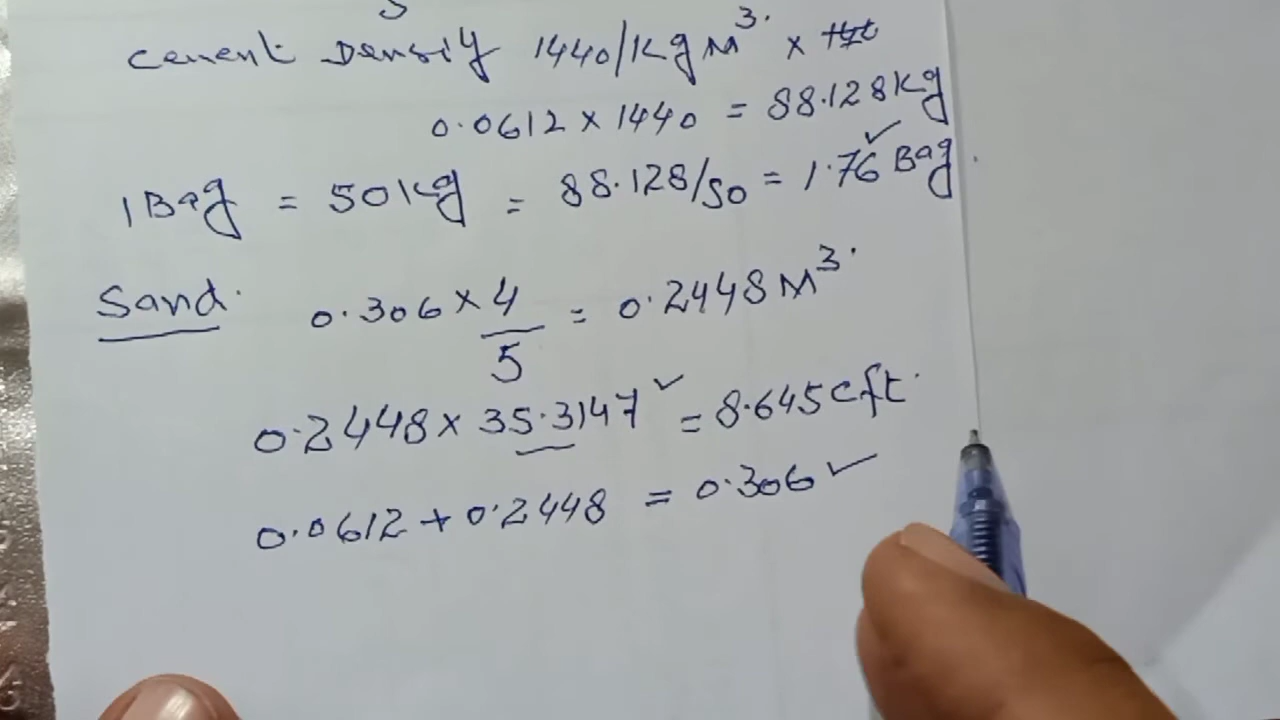 5
Cement Density 1440/Kg M³ ×
0.0612 × 1440 = 88.128 Kg
1 Bag = 50 Kg = 88.128/50 = 1.76 Bag
Sand. 0.306 × 4/5 = 0.2448 M³.
0.2448 × 35.3147 = 8.645 cft.
0.0612 + 0.2448 = 0.306